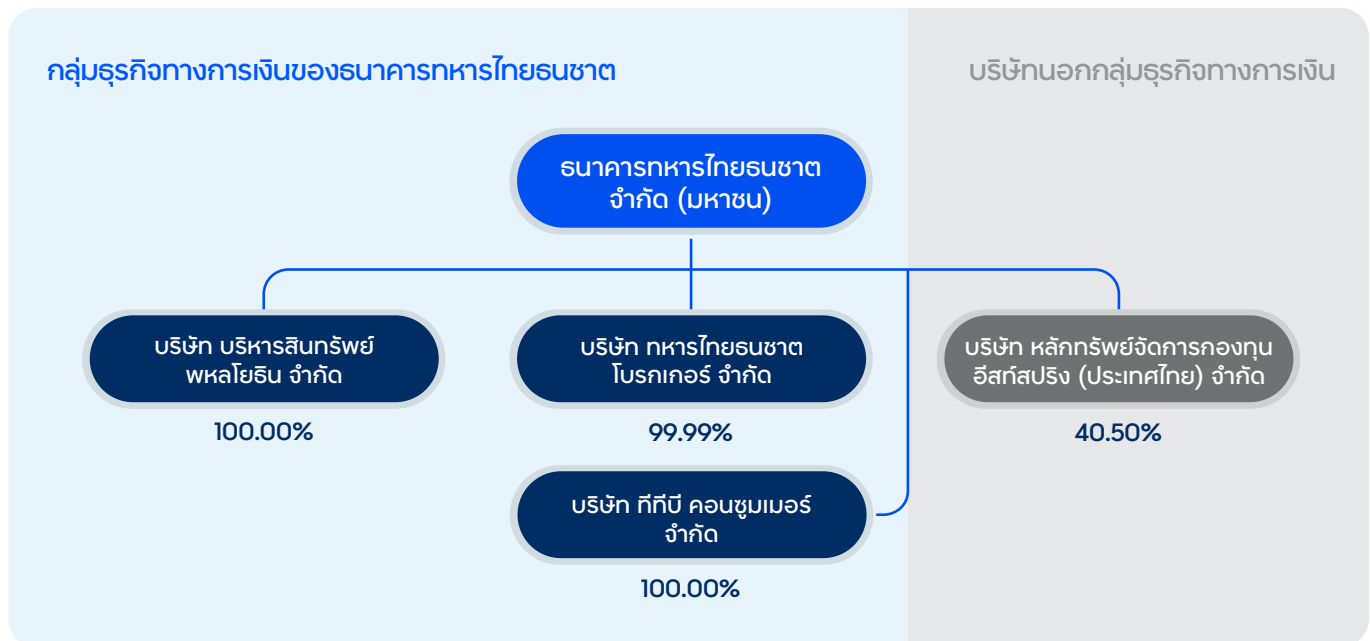 กลุ่มธุรกิจทางการเงินของธนาคารทหารไทยธนชาต
บริษัทนอกกลุ่มธุรกิจทางการเงิน
ธนาคารทหารไทยธนชาต
จำกัด (มหาชน)
บริษัท บริหารสินทรัพย์
พหลโยธิน จำกัด
100.00%
บริษัท ทหารไทยธนชาต
โบรกเกอร์ จำกัด
99.99%
บริษัท หลักทรัพย์จัดการกองทุน
อีสท์สปริง (ประเทศไทย) จำกัด
40.50%
บริษัท ทีทีบี คอนซูมเมอร์
จำกัด
100.00%